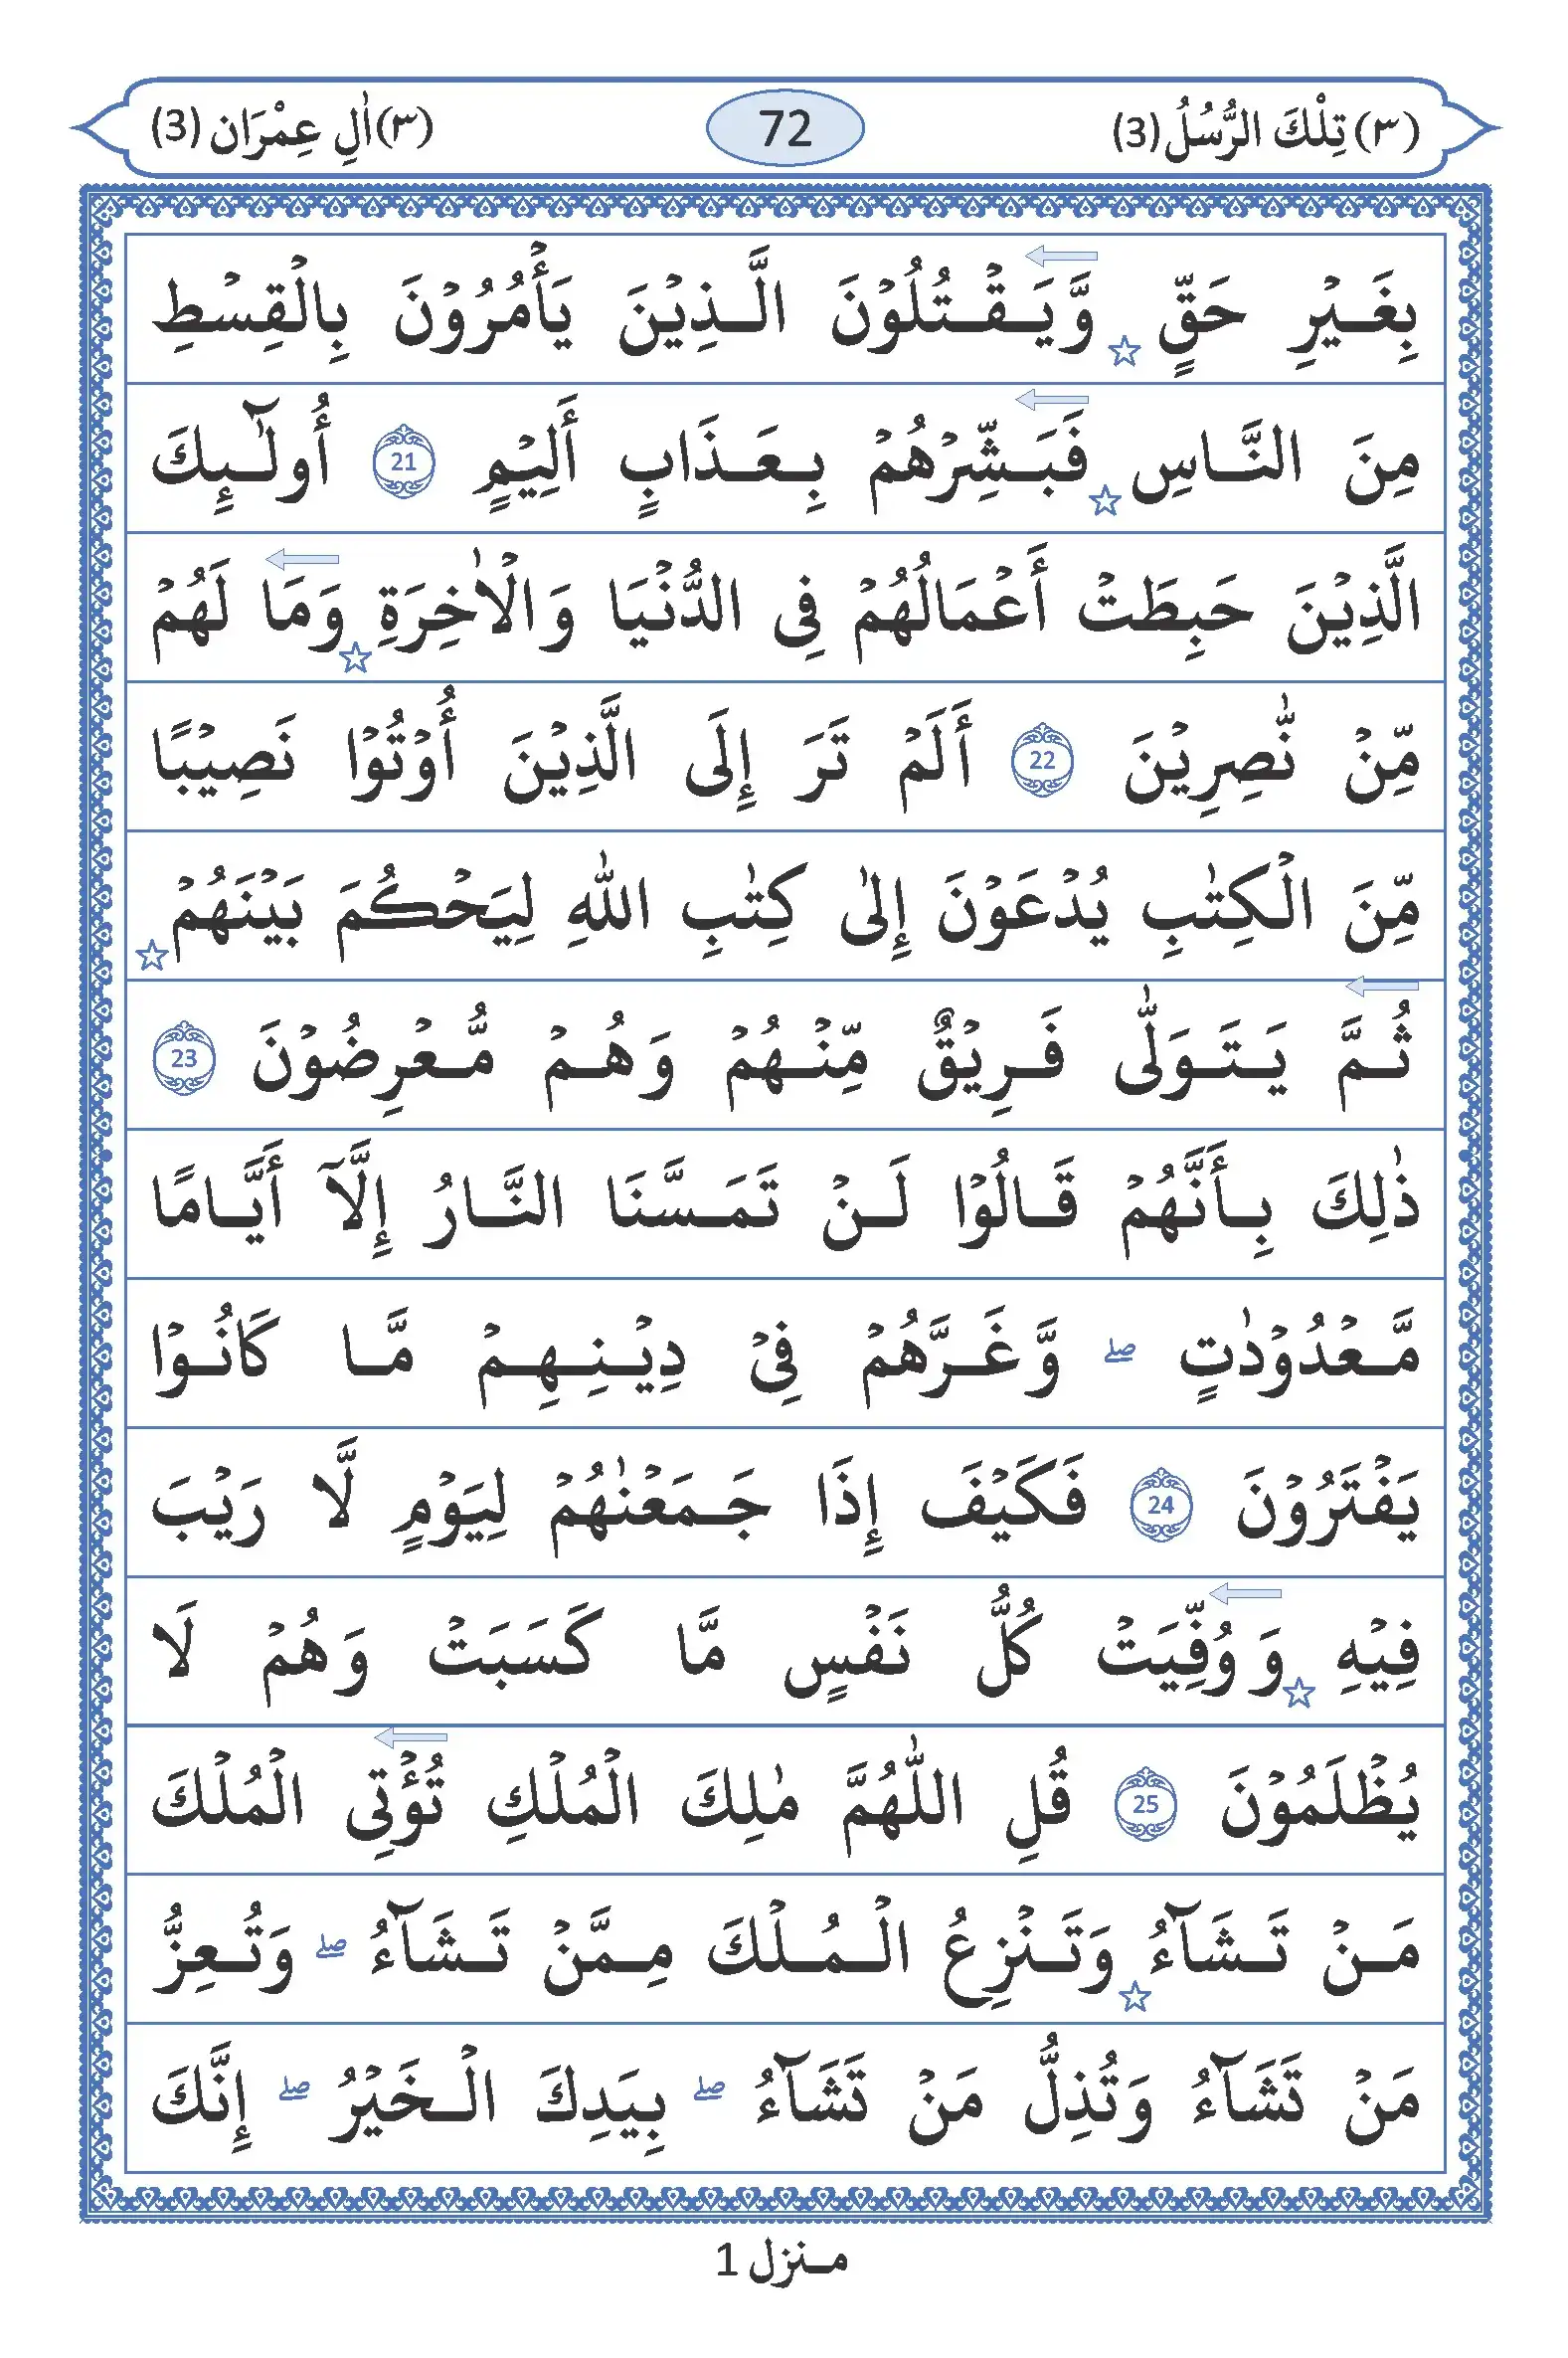 (٣) تِلْكَ الرُّسُلُ (3) 72 (٣) اٰلِ عِمْرَان (3)
بِغَيْرِ حَقٍّ ☆ وَّيَقْتُلُوْنَ الَّذِيْنَ يَأْمُرُوْنَ بِالْقِسْطِ
مِنَ النَّاسِ ☆ فَبَشِّرْهُمْ بِعَذَابٍ أَلِيْمٍ 21 أُولٰٓئِكَ
الَّذِيْنَ حَبِطَتْ أَعْمَالُهُمْ فِى الدُّنْيَا وَالْاٰخِرَةِ ☆ وَمَا لَهُمْ
مِّنْ نّٰصِرِيْنَ 22 أَلَمْ تَرَ إِلَى الَّذِيْنَ أُوْتُوْا نَصِيْبًا
مِّنَ الْكِتٰبِ يُدْعَوْنَ إِلىٰ كِتٰبِ اللهِ لِيَحْكُمَ بَيْنَهُمْ ☆
ثُمَّ يَتَوَلّٰى فَرِيْقٌ مِّنْهُمْ وَهُمْ مُّعْرِضُوْنَ 23
ذٰلِكَ بِأَنَّهُمْ قَالُوْا لَنْ تَمَسَّنَا النَّارُ إِلَّآ أَيَّامًا
مَّعْدُوْدٰتٍ ۖ وَّغَرَّهُمْ فِىْ دِيْنِهِمْ مَّا كَانُوْا
يَفْتَرُوْنَ 24 فَكَيْفَ إِذَا جَمَعْنٰهُمْ لِيَوْمٍ لَّا رَيْبَ
فِيْهِ ☆ وَوُفِّيَتْ كُلُّ نَفْسٍ مَّا كَسَبَتْ وَهُمْ لَا
يُظْلَمُوْنَ 25 قُلِ اللّٰهُمَّ مٰلِكَ الْمُلْكِ تُؤْتِى الْمُلْكَ
مَنْ تَشَآءُ ☆ وَتَنْزِعُ الْمُلْكَ مِمَّنْ تَشَآءُ ۖ وَتُعِزُّ
مَنْ تَشَآءُ وَتُذِلُّ مَنْ تَشَآءُ ۖ بِيَدِكَ الْخَيْرُ ۖ إِنَّكَ
منزل 1